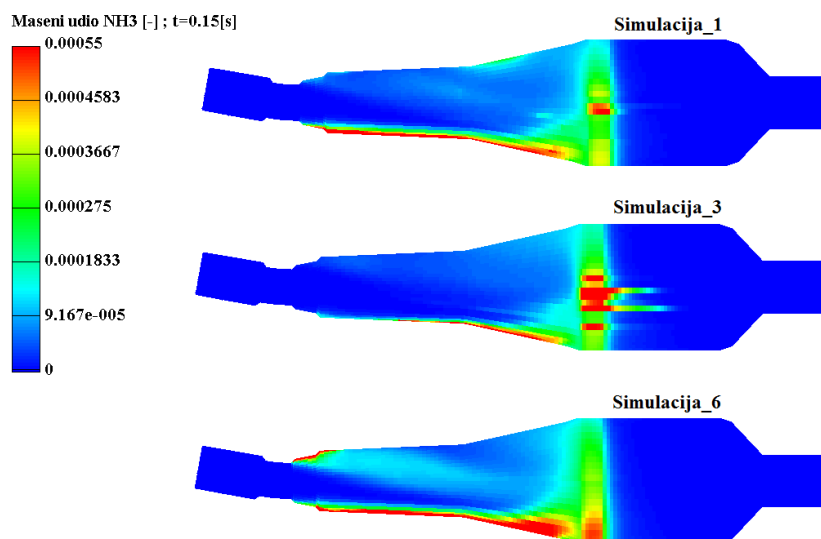 Maseni udio NH3 [-] ; t=0.15[s]
Simulacija_1
0.00055
0.0004583
0.0003667
0.000275
0.0001833
9.167e-005
0
Simulacija_3
Simulacija_6